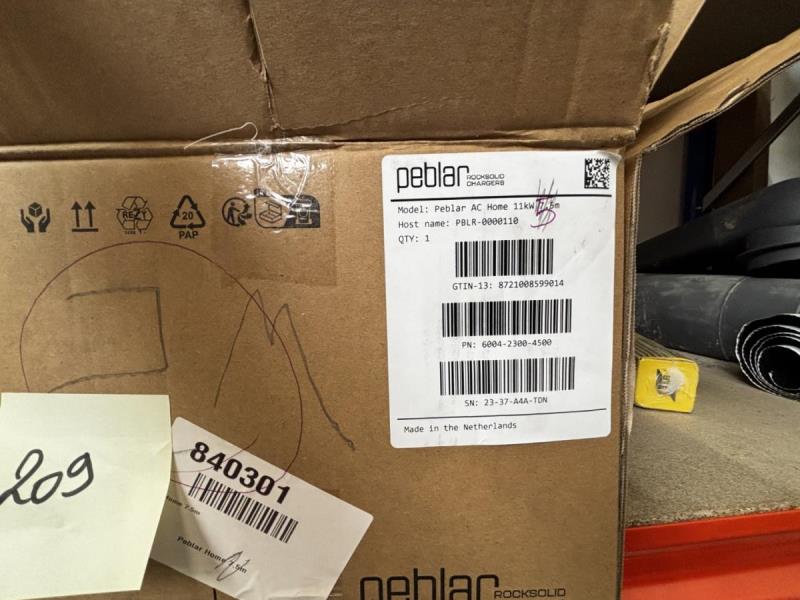 peblar ROCKSOLID CHARGERS
Model: Peblar AC Home 11kW
Host name: PBLR-0000110
QTY: 1
GTIN-13: 8721008599014
PN: 6004-2300-4500
SN: 23-37-A4A-TDN
Made in the Netherlands
REZY
20
PAP
209
840301
Home 7.5m
Peblar Home
peblar ROCKSOLID